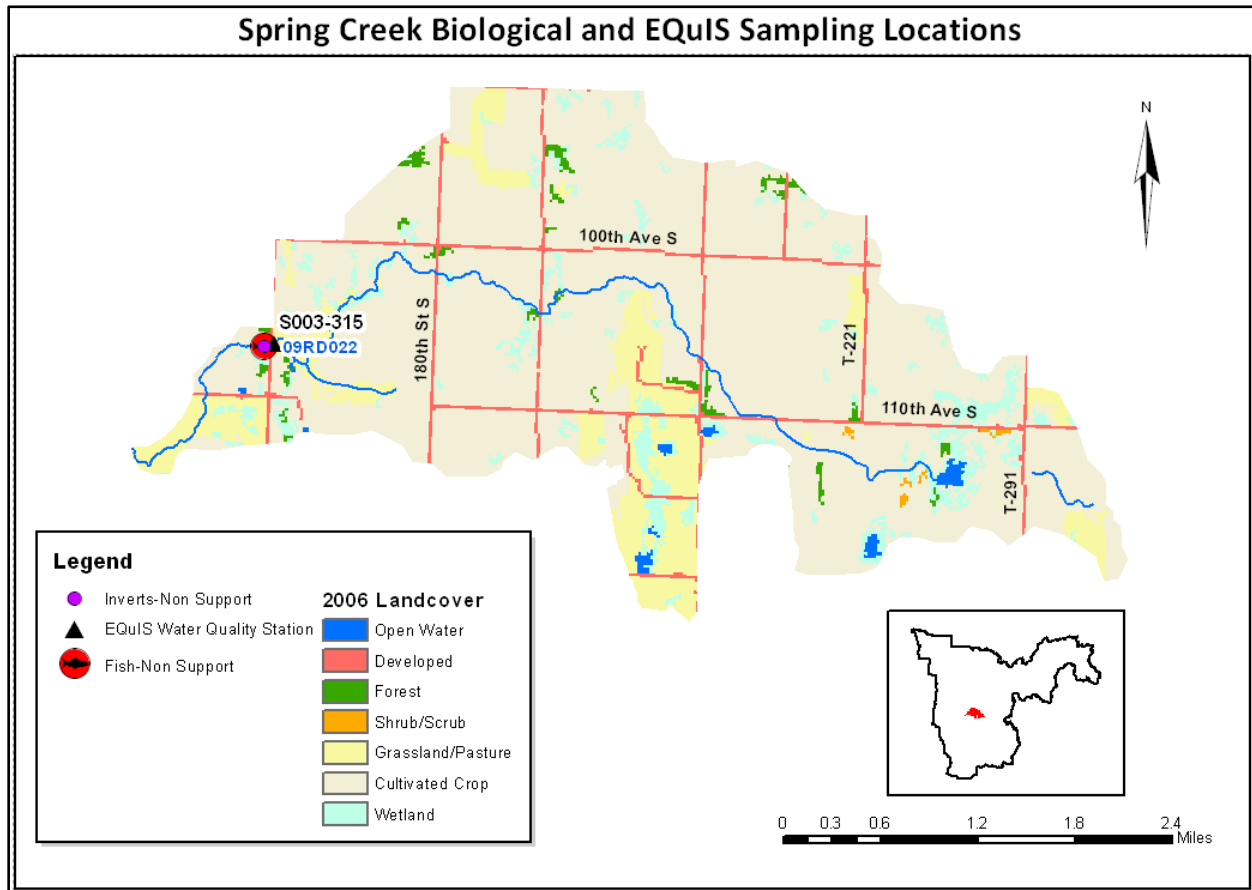 Spring Creek Biological and EQuIS Sampling Locations
N
100th Ave S
S003-315
09RD022
180th St S
T-221
110th Ave S
T-291
Legend
Inverts-Non Support
EQuIS Water Quality Station
Fish-Non Support
2006 Landcover
Open Water
Developed
Forest
Shrub/Scrub
Grassland/Pasture
Cultivated Crop
Wetland
0 0.3 0.6 1.2 1.8 2.4
Miles